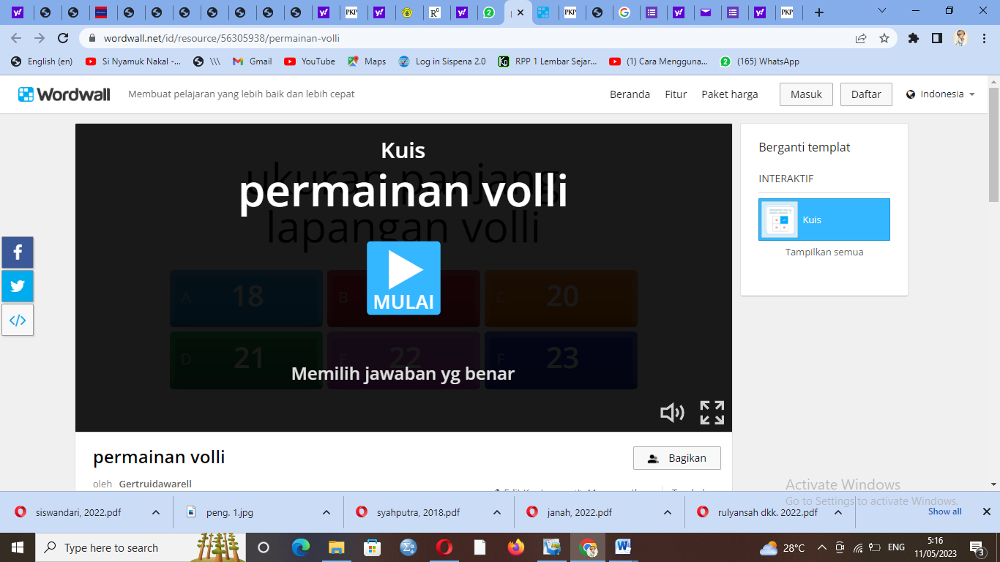 wordwall.net/id/resource/56305938/permainan-volli
English (en)
Si Nyamuk Nakal -...
\\\
Gmail
YouTube
Maps
Log in Sispena 2.0
RPP 1 Lembar Sejar...
(1) Cara Mengguna...
(165) WhatsApp
Wordwall
Membuat pelajaran yang lebih baik dan lebih cepat
Beranda
Fitur
Paket harga
Masuk
Daftar
Indonesia
Kuis
ukuran panjang
permainan volli
lapangan volli
MULAI
A 18
B
C 20
D 21
E 22
F 23
Memilih jawaban yg benar
Berganti templat
INTERAKTIF
Kuis
Tampilkan semua
permainan volli
Bagikan
oleh Gertruidawarell
Activate Windows
Go to Settings to activate Windows.
siswandari, 2022.pdf
peng. 1.jpg
syahputra, 2018.pdf
janah, 2022.pdf
rulyansah dkk. 2022.pdf
Show all
Type here to search
28°C
ENG
5:16
11/05/2023
3